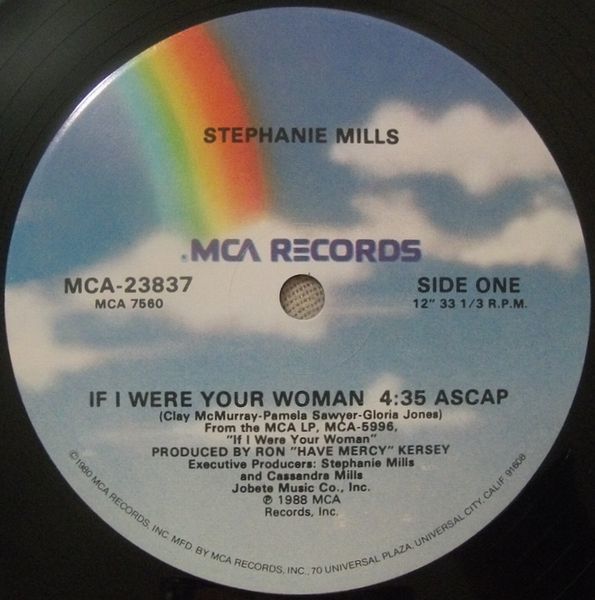 STEPHANIE MILLS
MCA RECORDS
MCA-23837
MCA 7560
SIDE ONE
12" 33 1/3 R.P.M.
IF I WERE YOUR WOMAN 4:35 ASCAP
(Clay McMurray-Pamela Sawyer-Gloria Jones)
From the MCA LP, MCA-5996,
"If I Were Your Woman"
PRODUCED BY RON "HAVE MERCY" KERSEY
Executive Producers: Stephanie Mills
and Cassandra Mills
Jobete Music Co., Inc.
℗ 1988 MCA
Records, Inc.
©1980 MCA RECORDS, INC. MFD. BY MCA RECORDS, INC., 70 UNIVERSAL PLAZA, UNIVERSAL CITY, CALIF. 91608